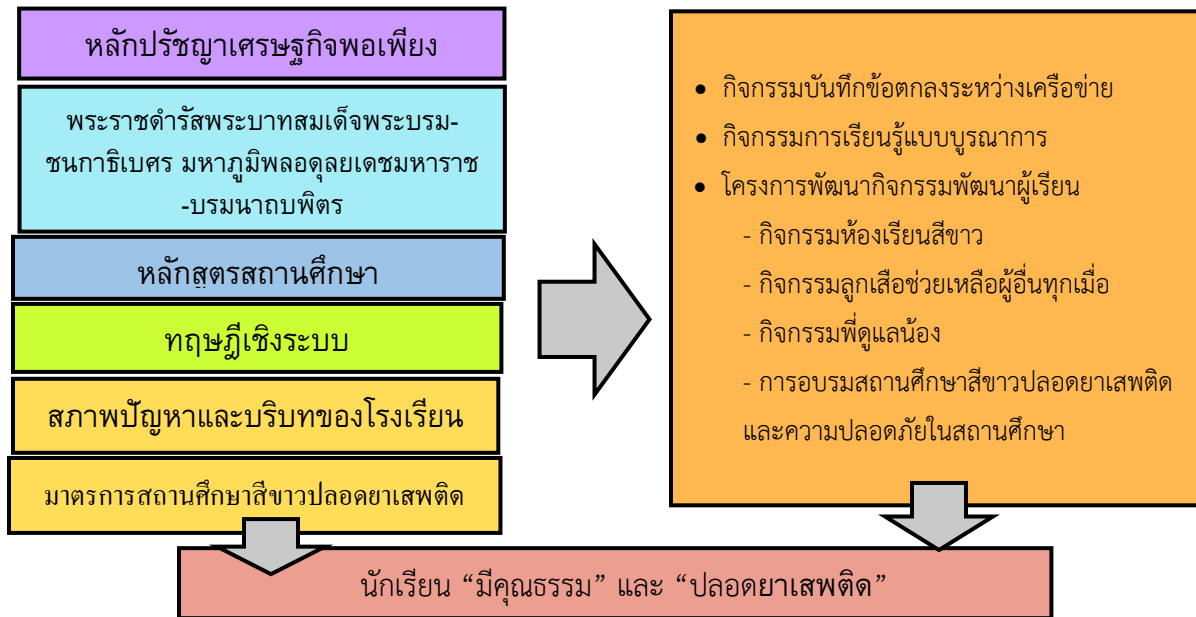 หลักปรัชญาเศรษฐกิจพอเพียง
พระราชดำรัสพระบาทสมเด็จพระบรม-
ชนกาธิเบศร มหาภูมิพลอดุลยเดชมหาราช
-บรมนาถบพิตร
หลักสูตรสถานศึกษา
ทฤษฎีเชิงระบบ
สภาพปัญหาและบริบทของโรงเรียน
มาตรการสถานศึกษาสีขาวปลอดยาเสพติด
• กิจกรรมบันทึกข้อตกลงระหว่างเครือข่าย
• กิจกรรมการเรียนรู้แบบบูรณาการ
• โครงการพัฒนากิจกรรมพัฒนาผู้เรียน
- กิจกรรมห้องเรียนสีขาว
- กิจกรรมลูกเสือช่วยเหลือผู้อื่นทุกเมื่อ
- กิจกรรมพี่ดูแลน้อง
- การอบรมสถานศึกษาสีขาวปลอดยาเสพติด
และความปลอดภัยในสถานศึกษา
นักเรียน “มีคุณธรรม” และ “ปลอดยาเสพติด”